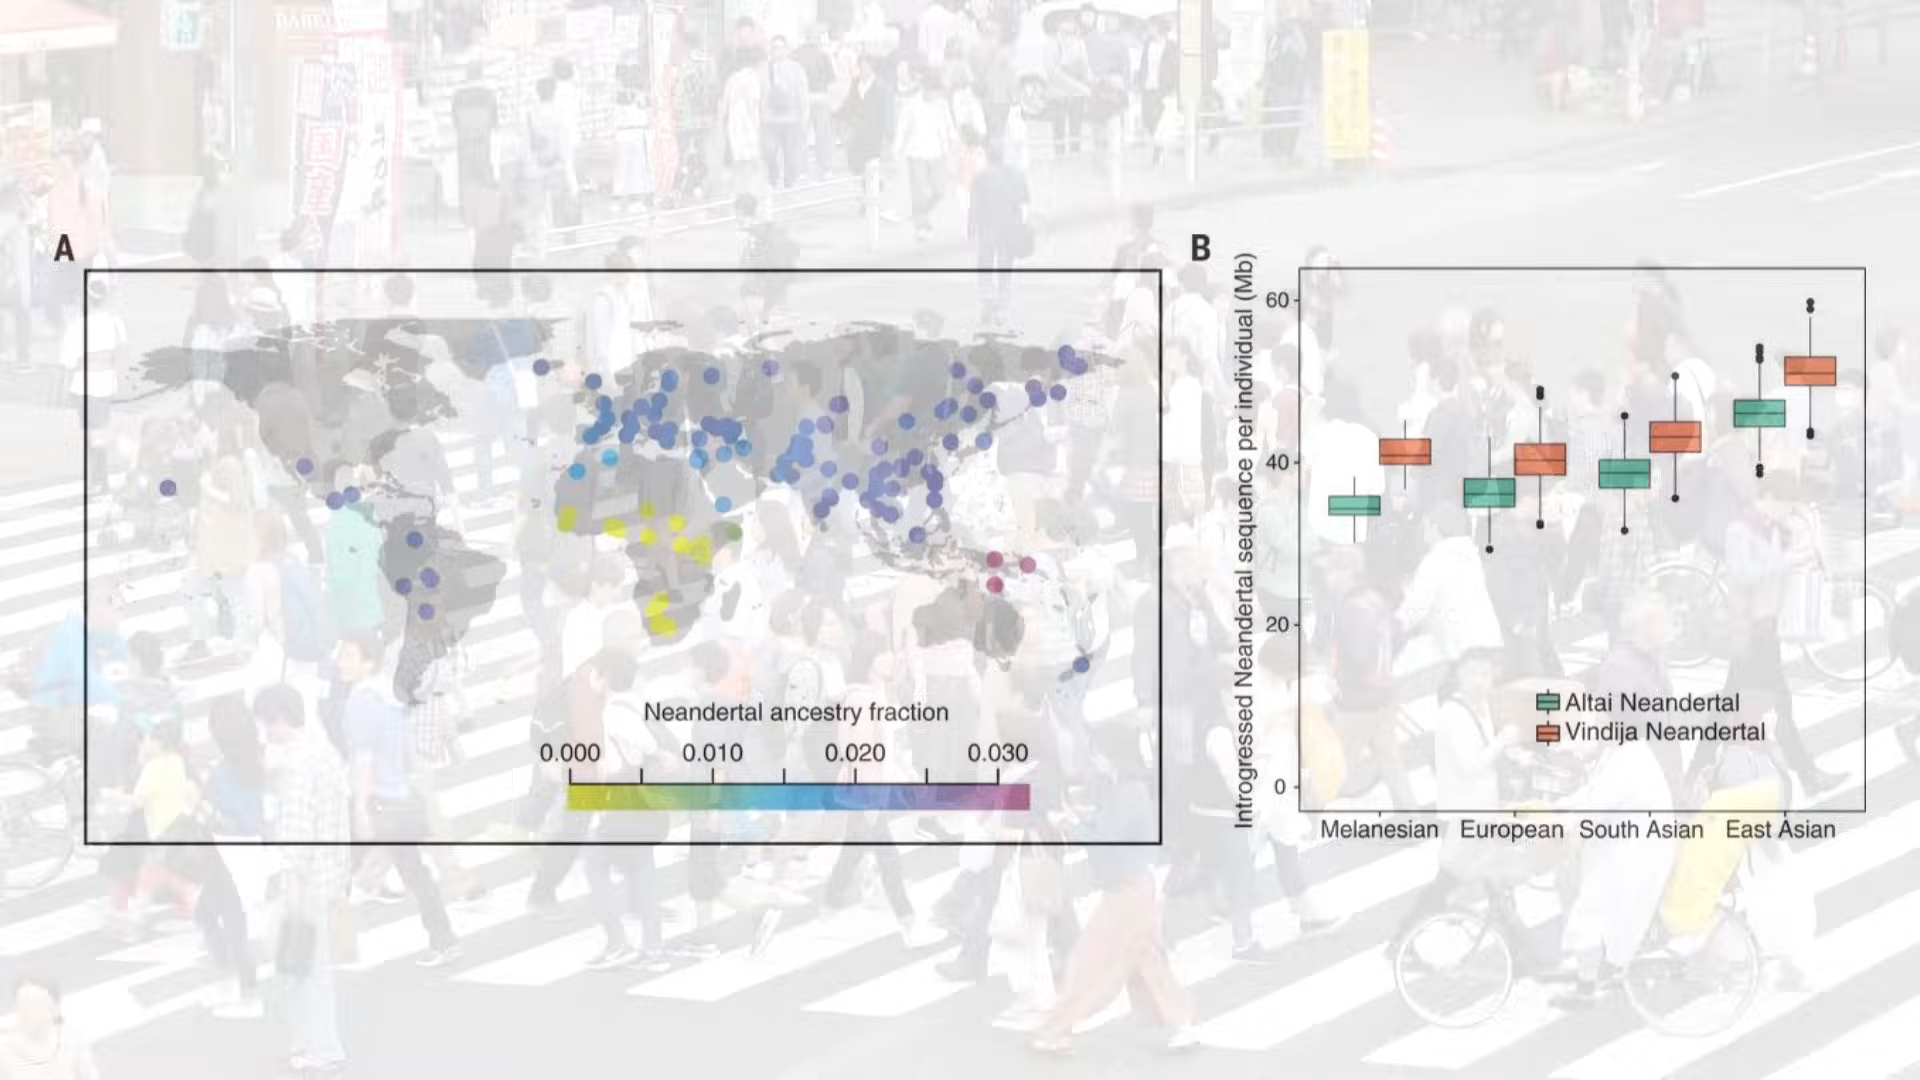 A
B
Neandertal ancestry fraction
0.000 0.010 0.020 0.030
Introgressed Neandertal sequence per individual (Mb)
60
40
20
0
Altai Neandertal
Vindija Neandertal
Melanesian European South Asian East Asian